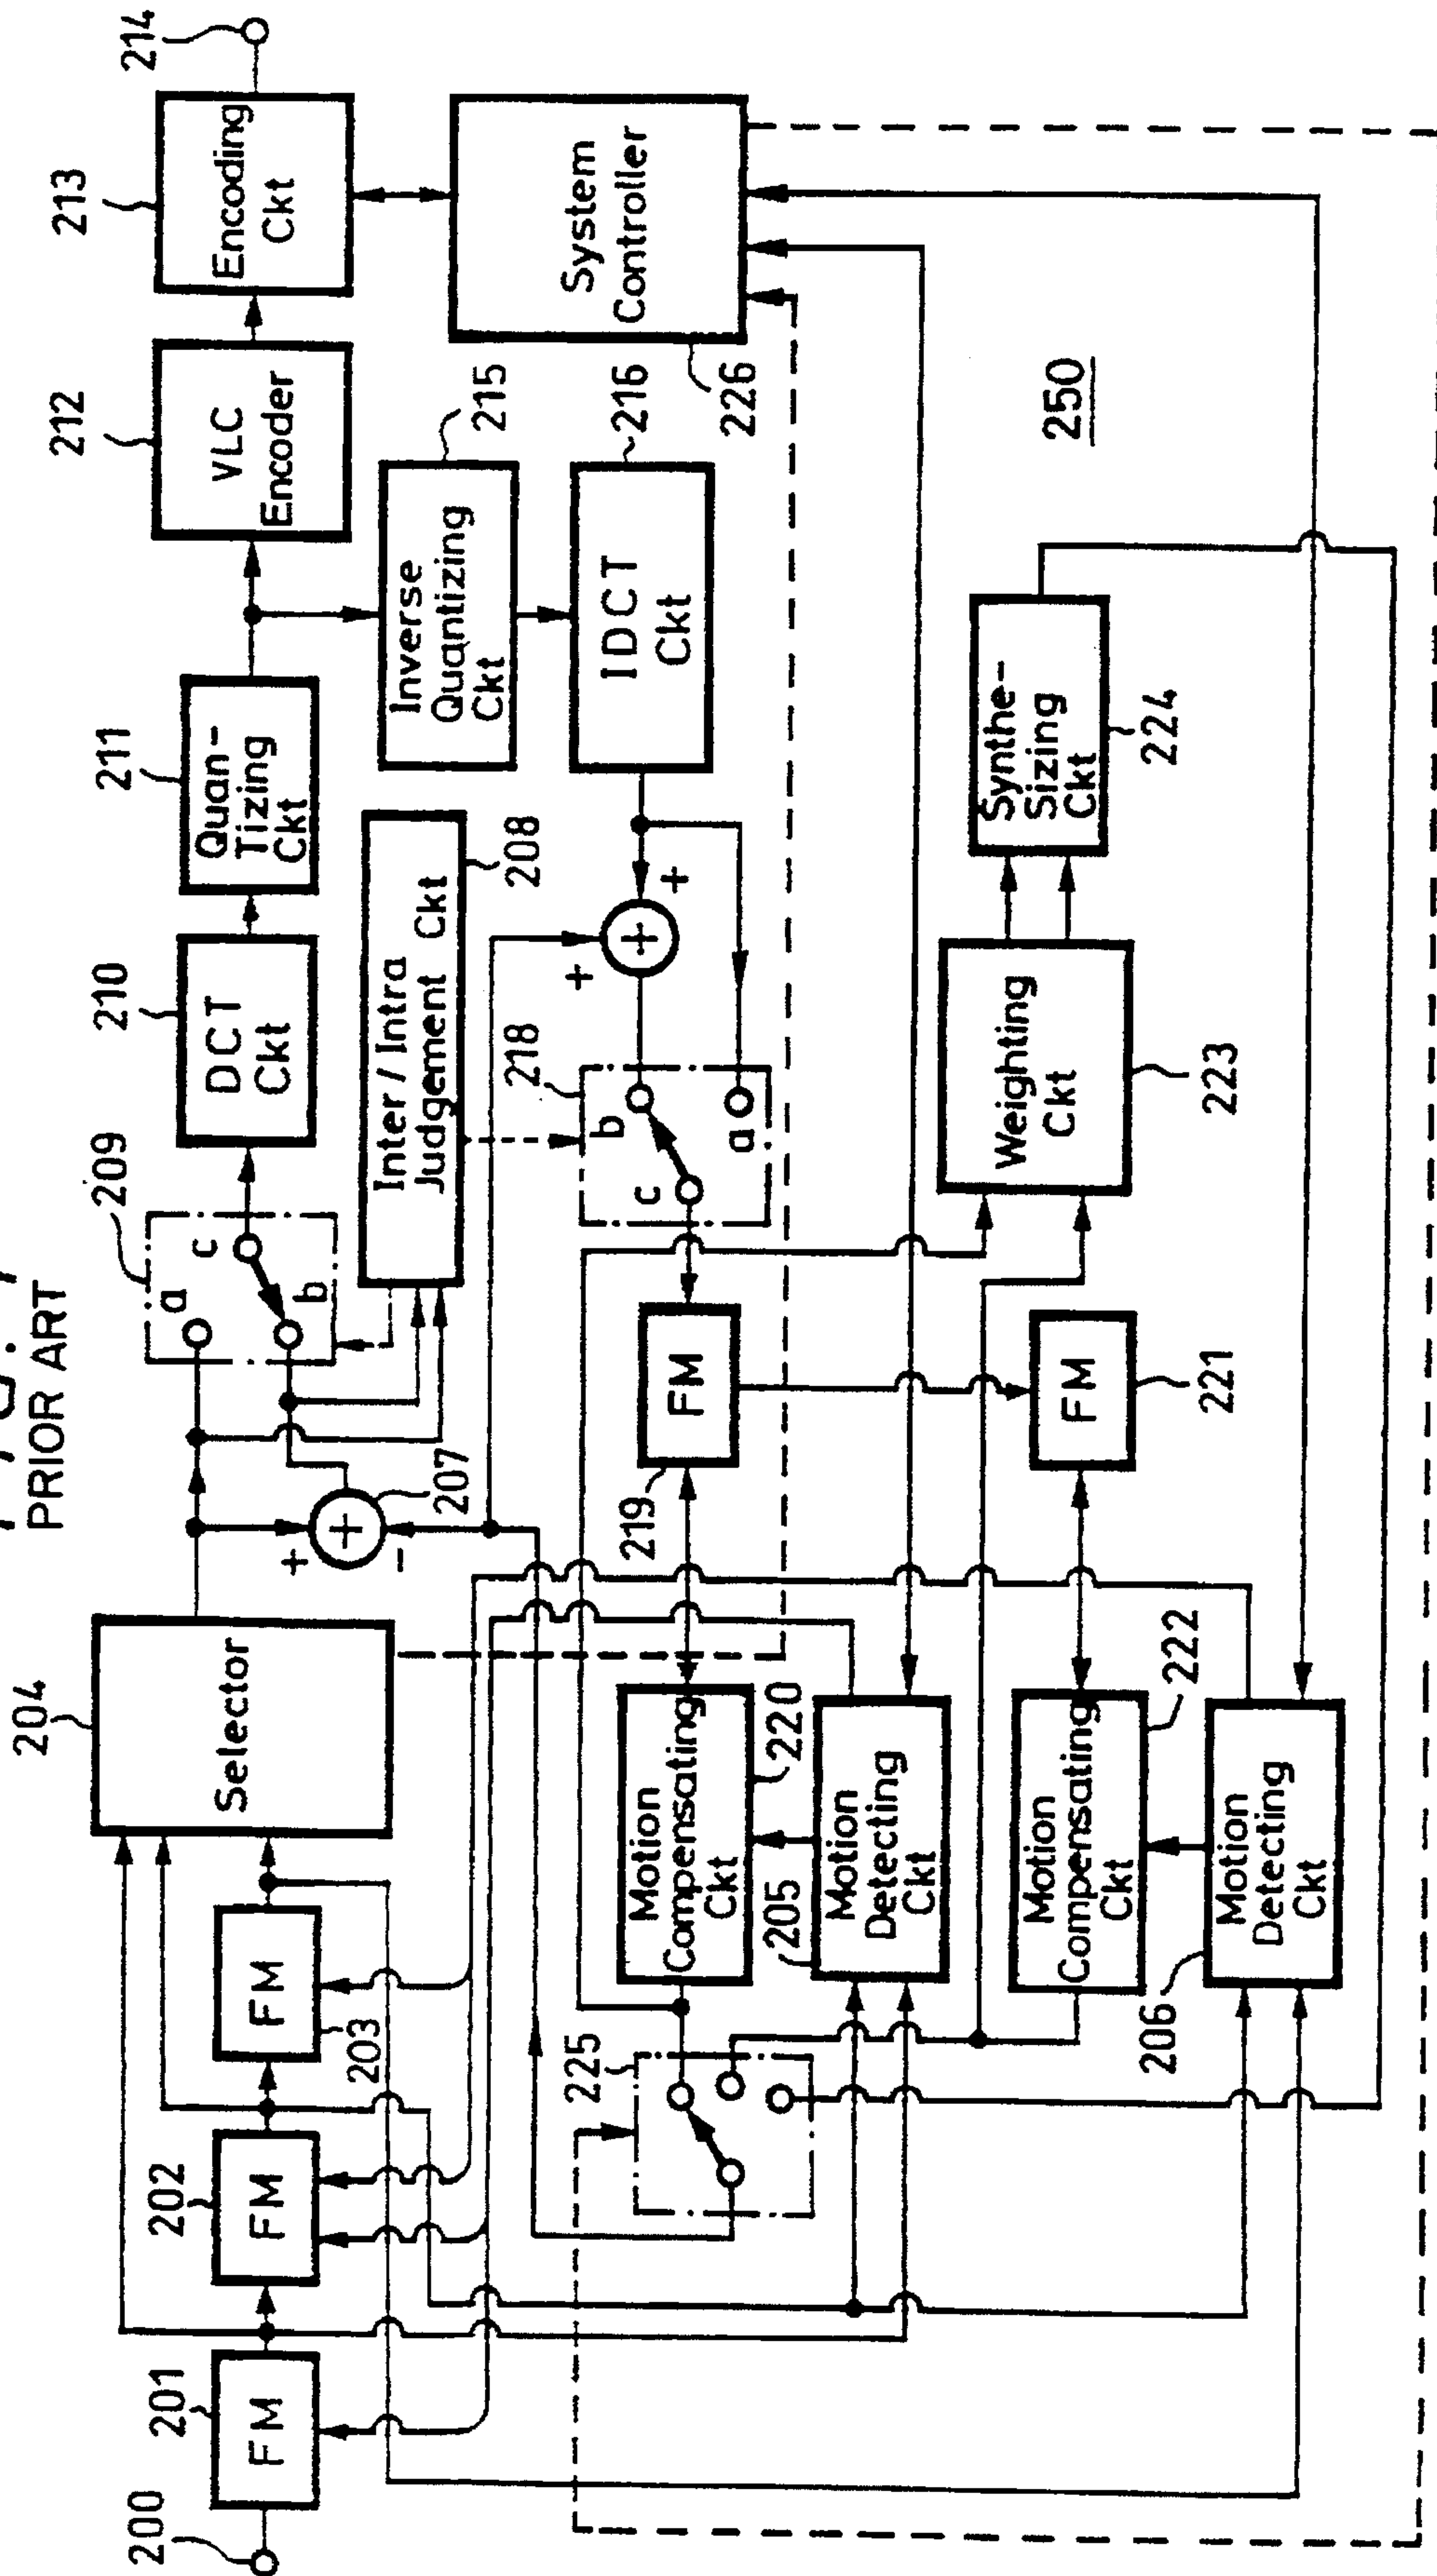 PRIOR ART
200
201
FM
202
FM
203
FM
204
Selector
207
+
-
209
a
b
c
210
DCT
Ckt
211
Quan-
Tizing
Ckt
212
VLC
Encoder
213
Encoding
Ckt
214
Inter / Intra
Judgement Ckt
208
Inverse
Quantizing
Ckt
215
IDCT
Ckt
216
System
Controller
226
+
+
218
b
a
c
219
FM
225
Motion
Compensating
Ckt
220
205
Motion
Detecting
Ckt
FM
221
Motion
Compensating
Ckt
222
206
Motion
Detecting
Ckt
Weighting
Ckt
223
Synthe-
Sizing
Ckt
224
250